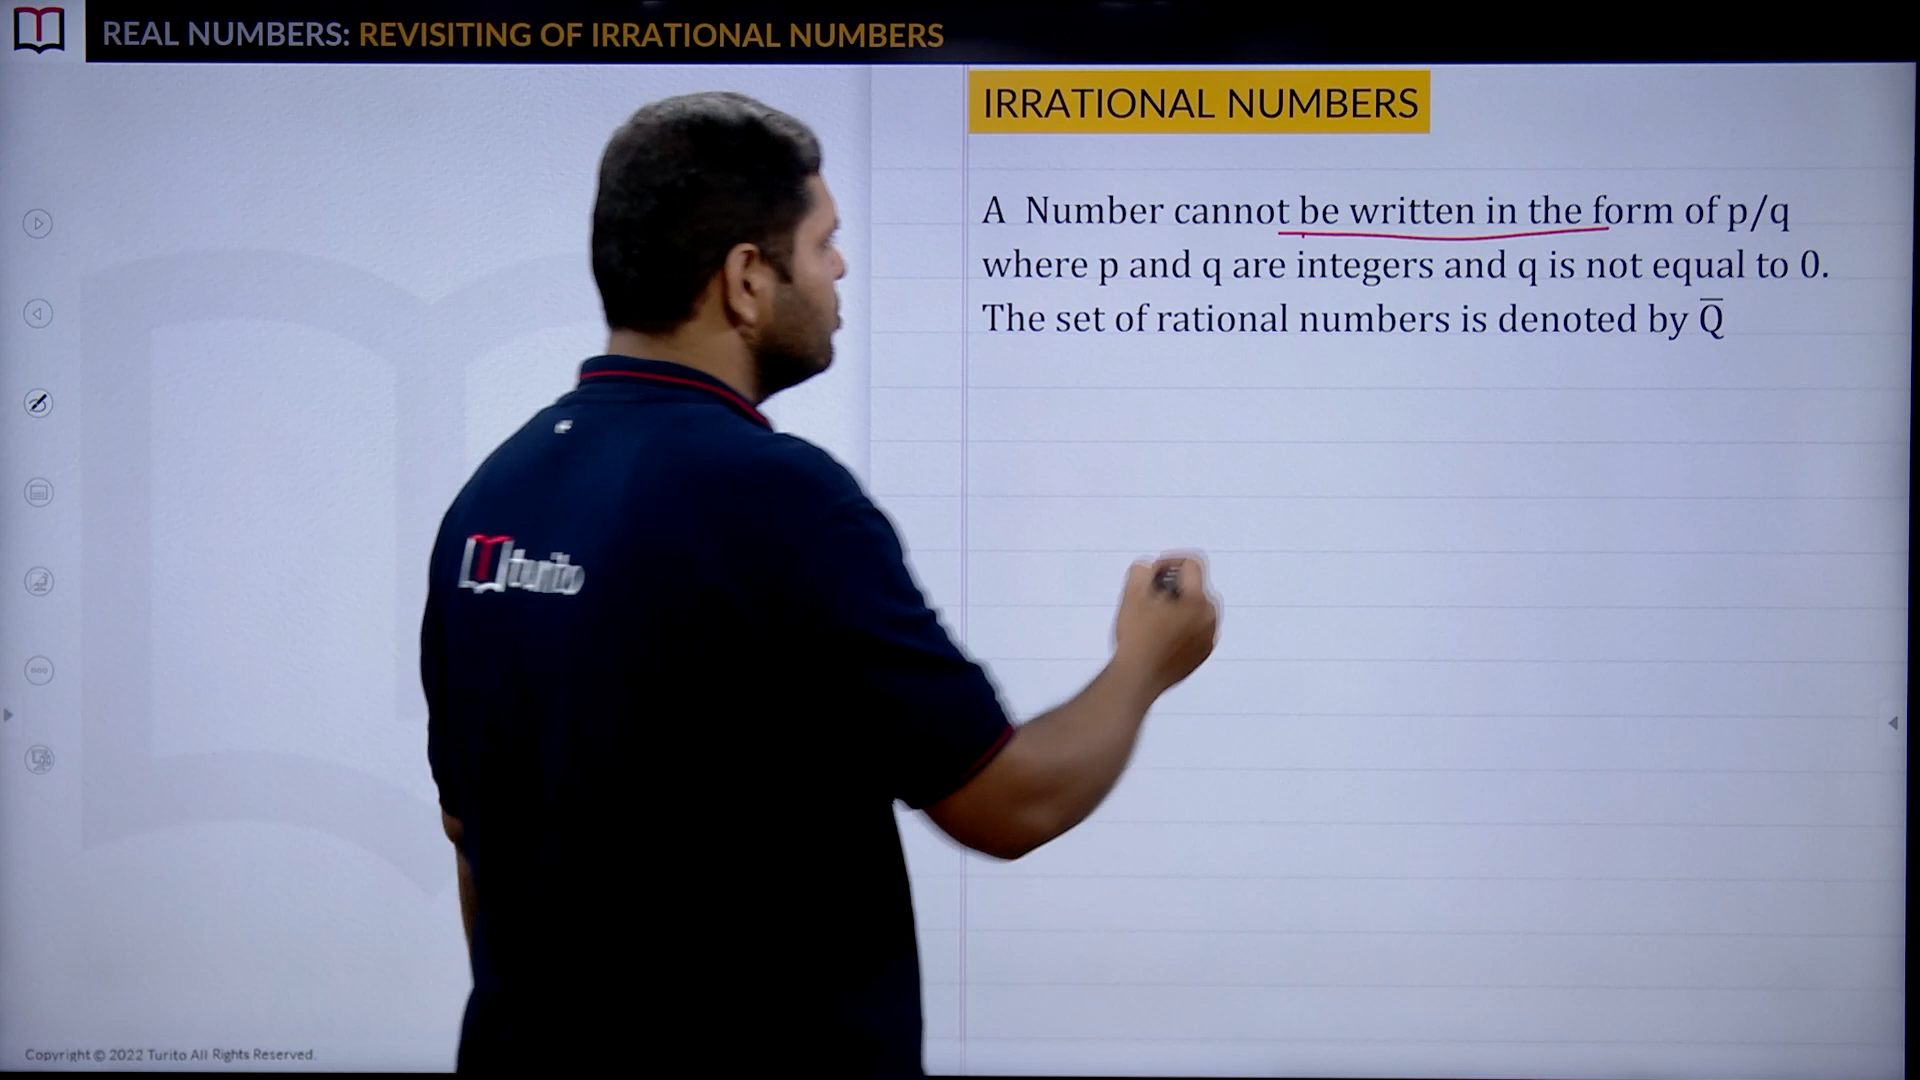 REAL NUMBERS: REVISITING OF IRRATIONAL NUMBERS
IRRATIONAL NUMBERS
A Number cannot be written in the form of p/q
where p and q are integers and q is not equal to 0.
The set of rational numbers is denoted by Q̅
turito
Copyright © 2022 Turito All Rights Reserved.